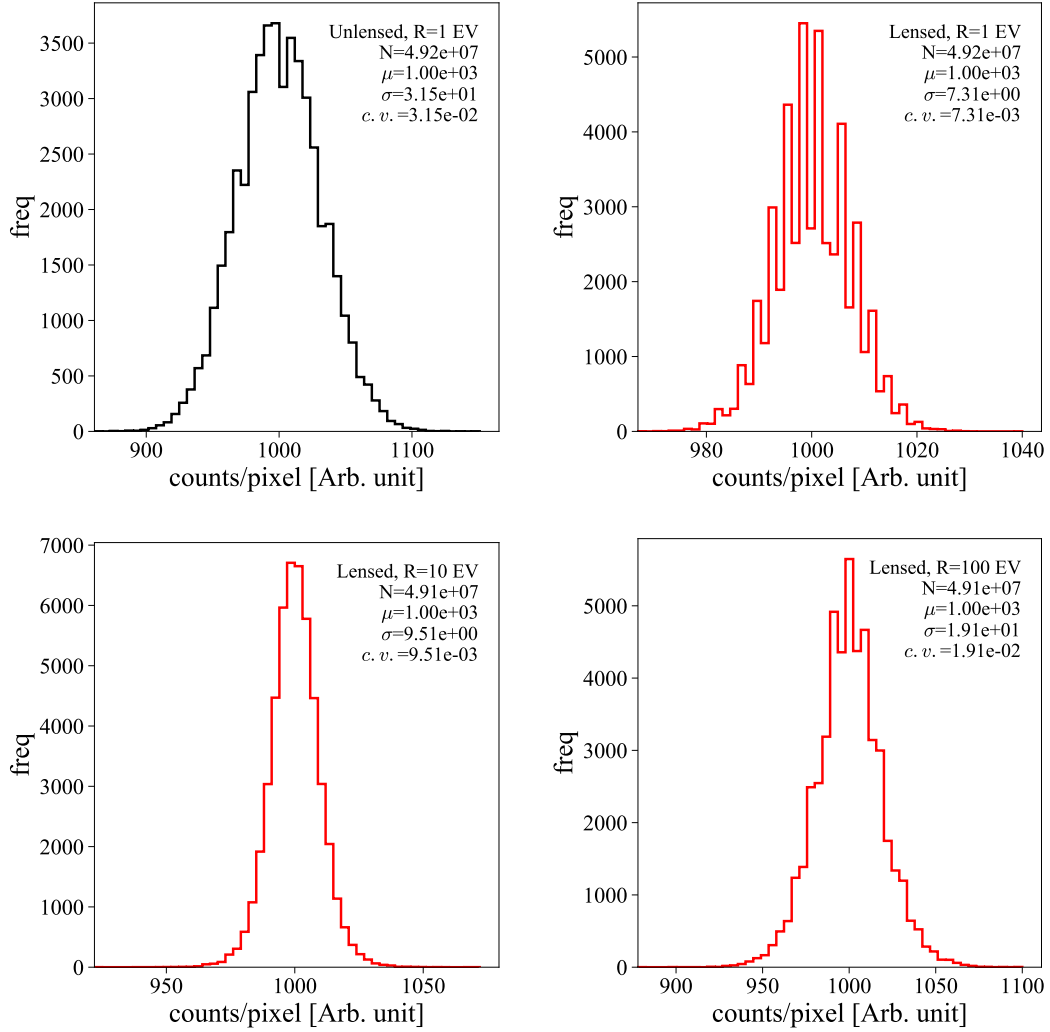 Unlensed, R=1 EV
N=4.92e+07
μ=1.00e+03
σ=3.15e+01
c. v.=3.15e-02
freq
3500
3000
2500
2000
1500
1000
500
0
900 1000 1100
counts/pixel [Arb. unit]
Lensed, R=1 EV
N=4.92e+07
μ=1.00e+03
σ=7.31e+00
c. v.=7.31e-03
freq
5000
4000
3000
2000
1000
0
980 1000 1020 1040
counts/pixel [Arb. unit]
Lensed, R=10 EV
N=4.91e+07
μ=1.00e+03
σ=9.51e+00
c. v.=9.51e-03
freq
7000
6000
5000
4000
3000
2000
1000
0
950 1000 1050
counts/pixel [Arb. unit]
Lensed, R=100 EV
N=4.91e+07
μ=1.00e+03
σ=1.91e+01
c. v.=1.91e-02
freq
5000
4000
3000
2000
1000
0
900 950 1000 1050 1100
counts/pixel [Arb. unit]